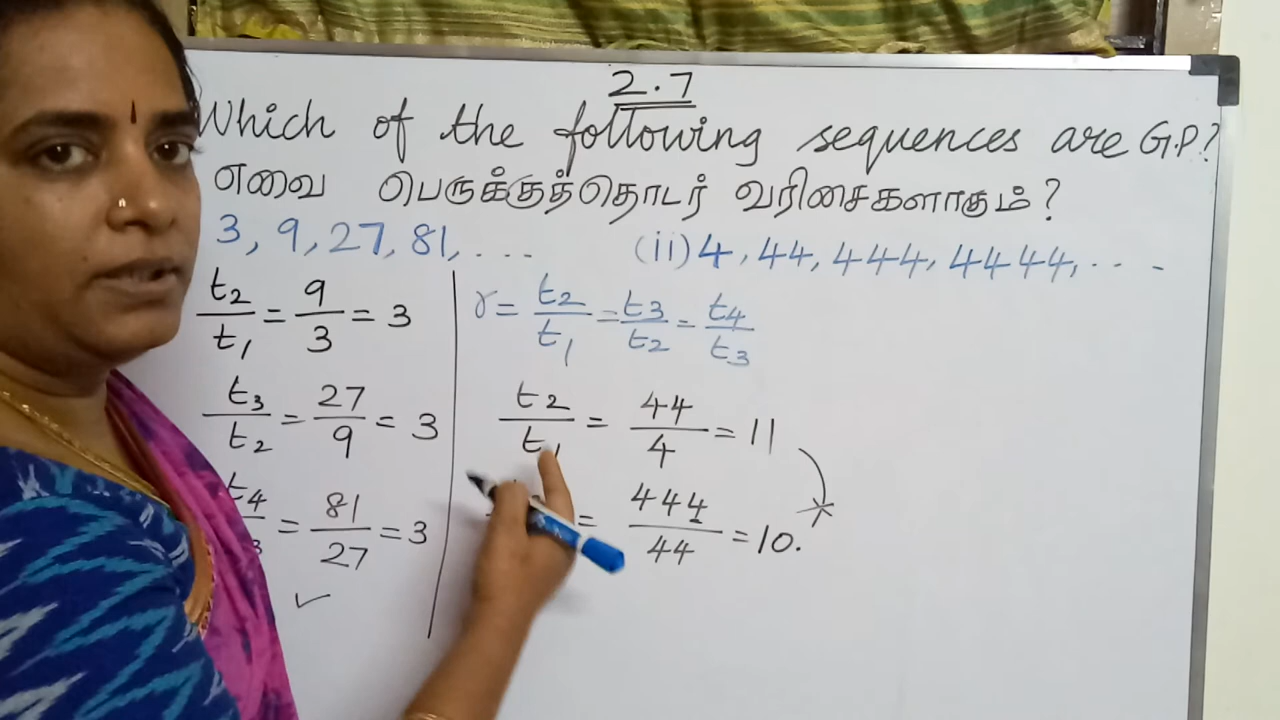 2.7
Which of the following sequences are G.P?
எவை பெருக்குத்தொடர் வரிசைகளாகும்?
3, 9, 27, 81, ...
t2/t1 = 9/3 = 3
t3/t2 = 27/9 = 3
t4/3 = 81/27 = 3
✓
(ii) 4, 44, 444, 4444, ...
r = t2/t1 = t3/t2 = t4/t3
t2/t1 = 44/4 = 11
= 444/44 = 10.